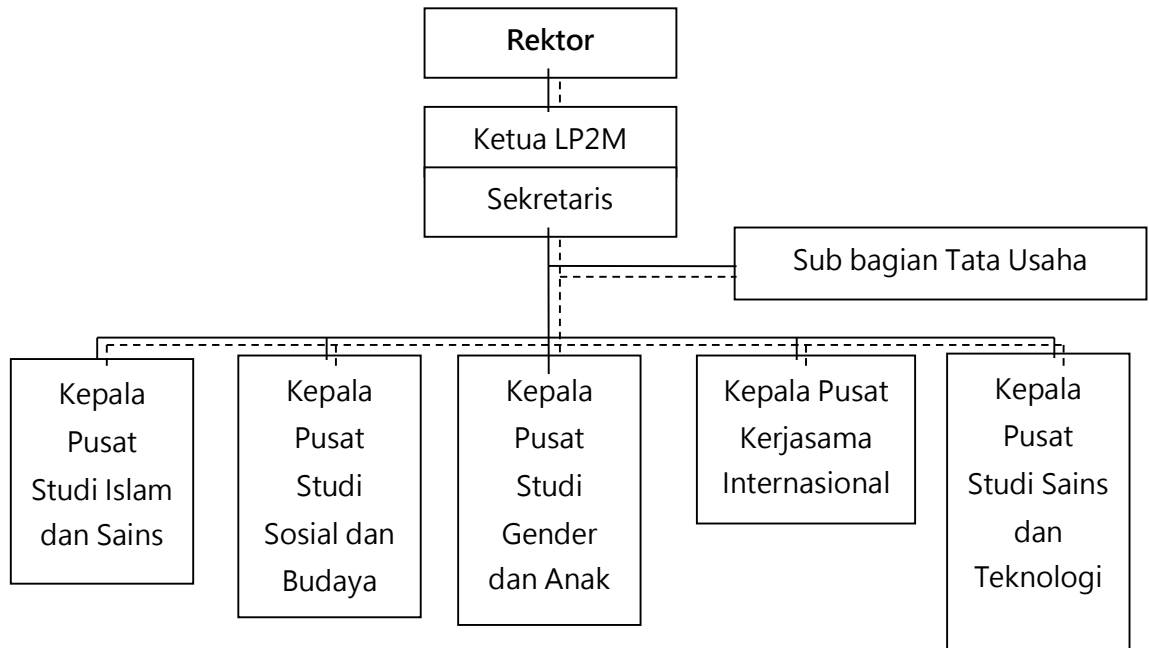 Rektor
Ketua LP2M
Sekretaris
Sub bagian Tata Usaha
Kepala
Pusat
Studi Islam
dan Sains
Kepala
Pusat
Studi
Sosial dan
Budaya
Kepala
Pusat
Studi
Gender
dan Anak
Kepala Pusat
Kerjasama
Internasional
Kepala
Pusat
Studi Sains
dan
Teknologi